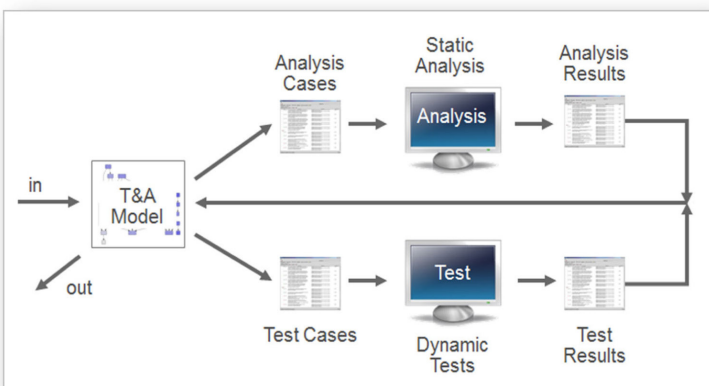 Analysis
Cases
Static
Analysis
Analysis
Results
Analysis
in
T&A
Model
out
Test
Test Cases
Dynamic
Tests
Test
Results